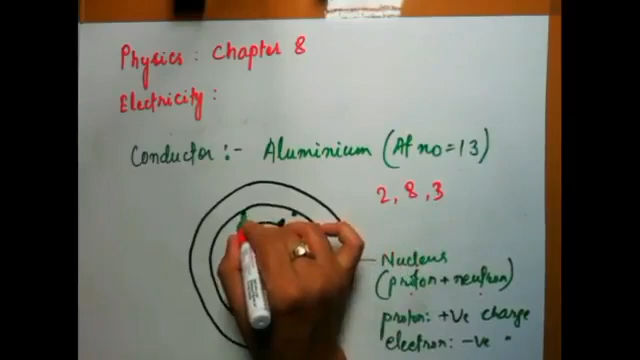 Physics : Chapter 8
Electricity :
Conductor :- Aluminium (At no = 13)
2, 8, 3
Nucleus
(proton + neutron)
proton: +ve charge
electron: -ve "